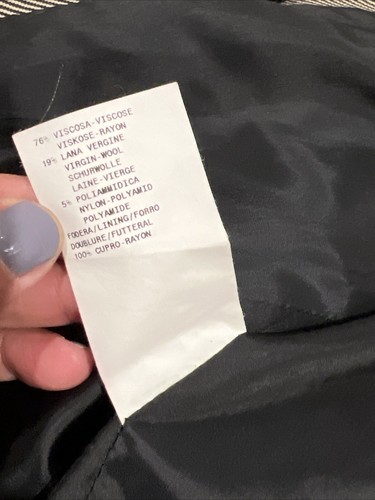 76% VISCOSA-VISCOSE
VISKOSE-RAYON
19% LANA VERGINE
VIRGIN-WOOL
SCHURWOLLE
LAINE-VIERGE
5% POLIAMMIDICA
NYLON-POLYAMID
POLYAMIDE
FODERA/LINING/FORRO
DOUBLURE/FUTTERAL
100% CUPRO-RAYON